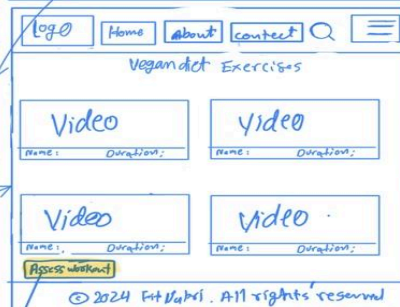 logo Home About contect
Vegan diet Exercises
Video Video
Name: Duration: Name: Duration:
Video Video
Name: Duration: Name: Duration:
Assess workout
© 2024 All rights reserved